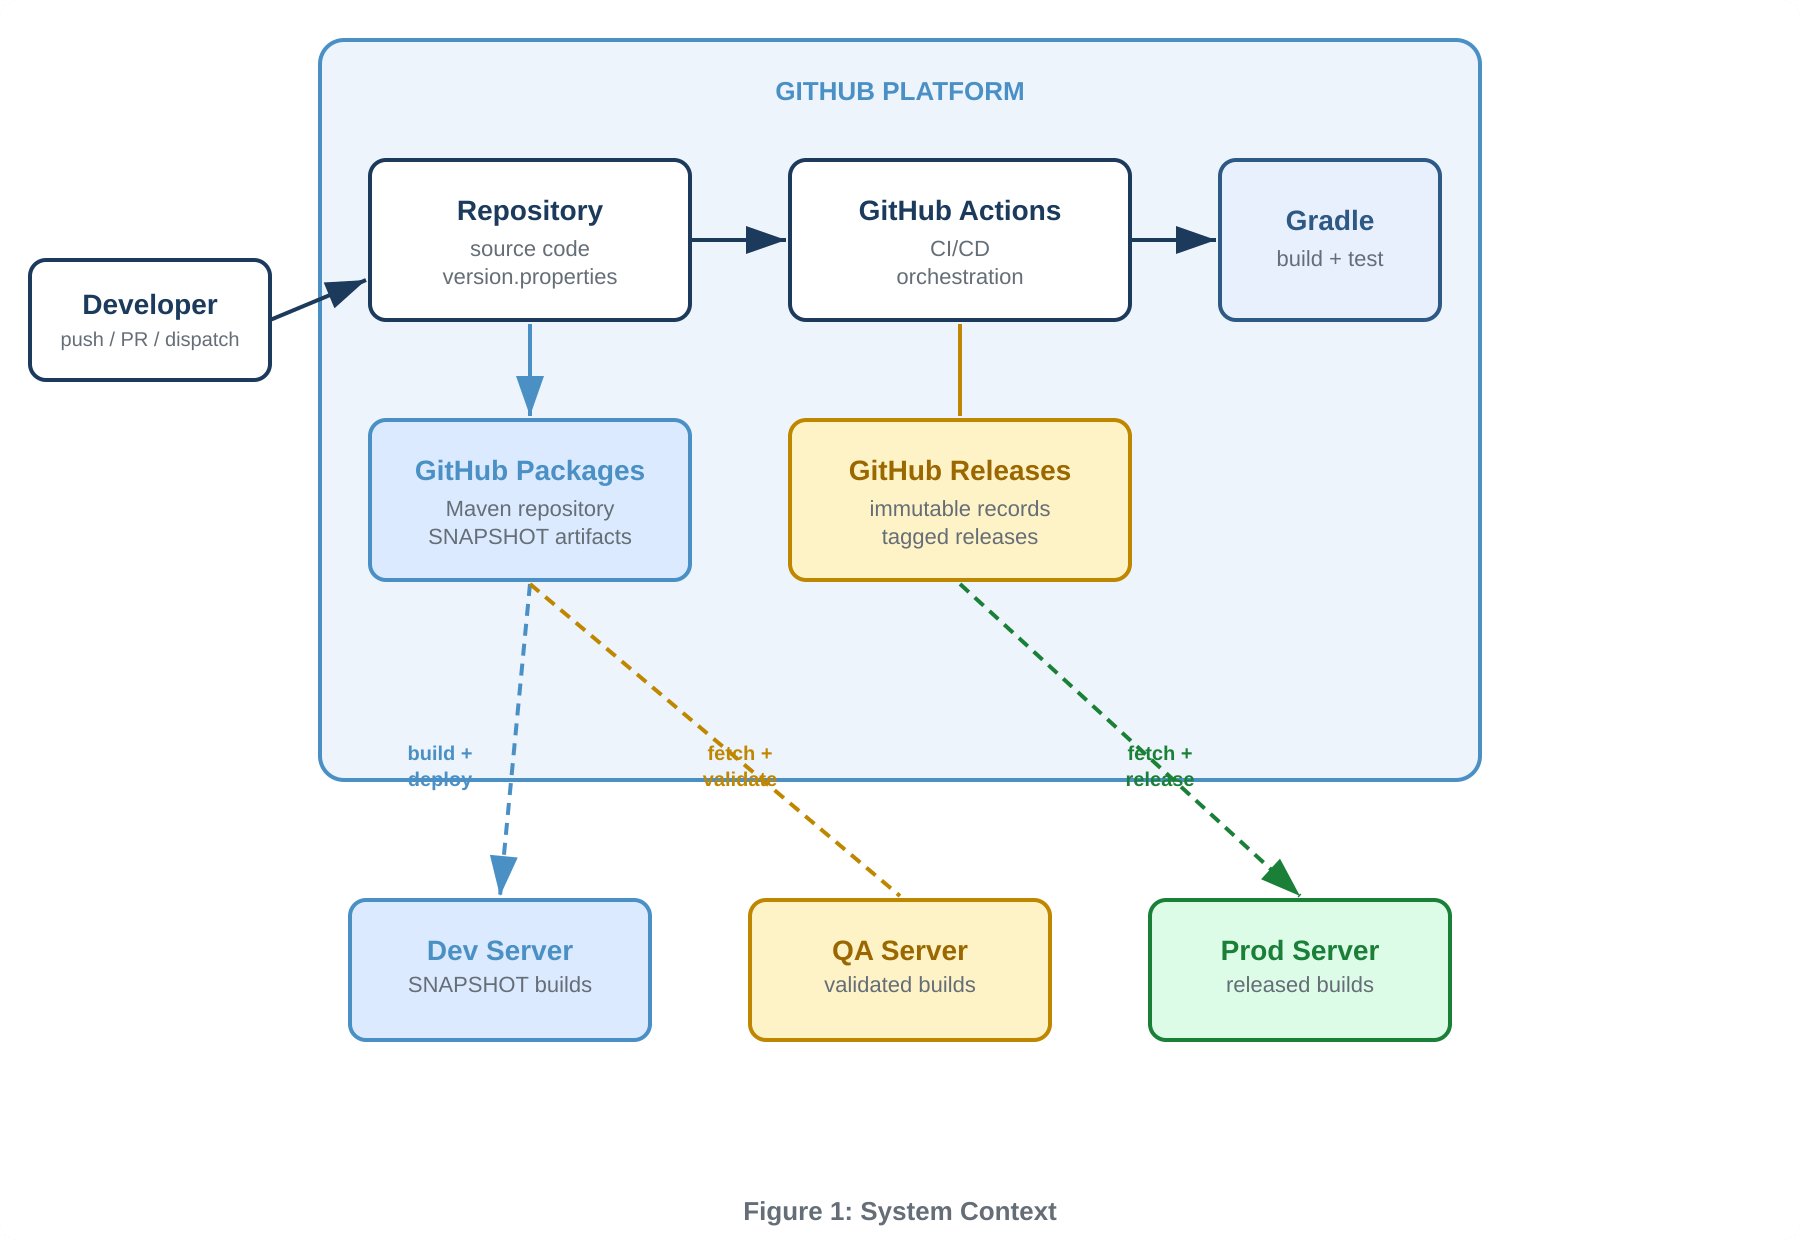 GITHUB PLATFORM
Repository
source code
version.properties
GitHub Actions
CI/CD
orchestration
Gradle
build + test
Developer
push / PR / dispatch
GitHub Packages
Maven repository
SNAPSHOT artifacts
GitHub Releases
immutable records
tagged releases
build +
deploy
fetch +
validate
fetch +
release
Dev Server
SNAPSHOT builds
QA Server
validated builds
Prod Server
released builds
Figure 1: System Context